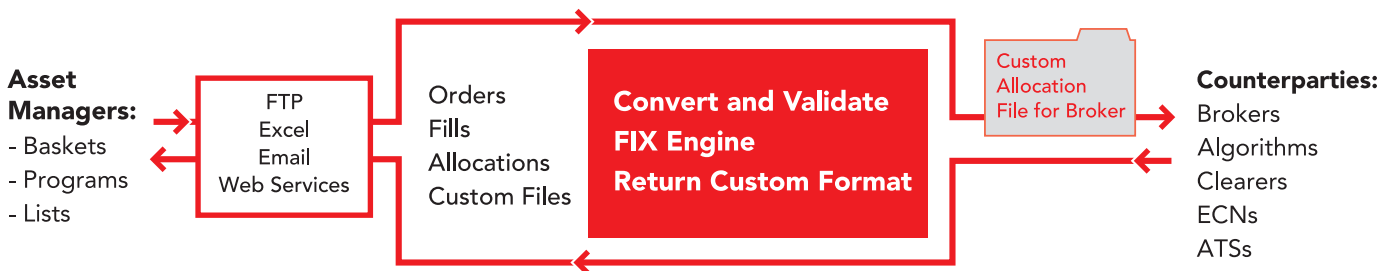 Asset
Managers:
- Baskets
- Programs
- Lists
FTP
Excel
Email
Web Services
Orders
Fills
Allocations
Custom Files
Convert and Validate
FIX Engine
Return Custom Format
Custom
Allocation
File for Broker
Counterparties:
Brokers
Algorithms
Clearers
ECNs
ATSs